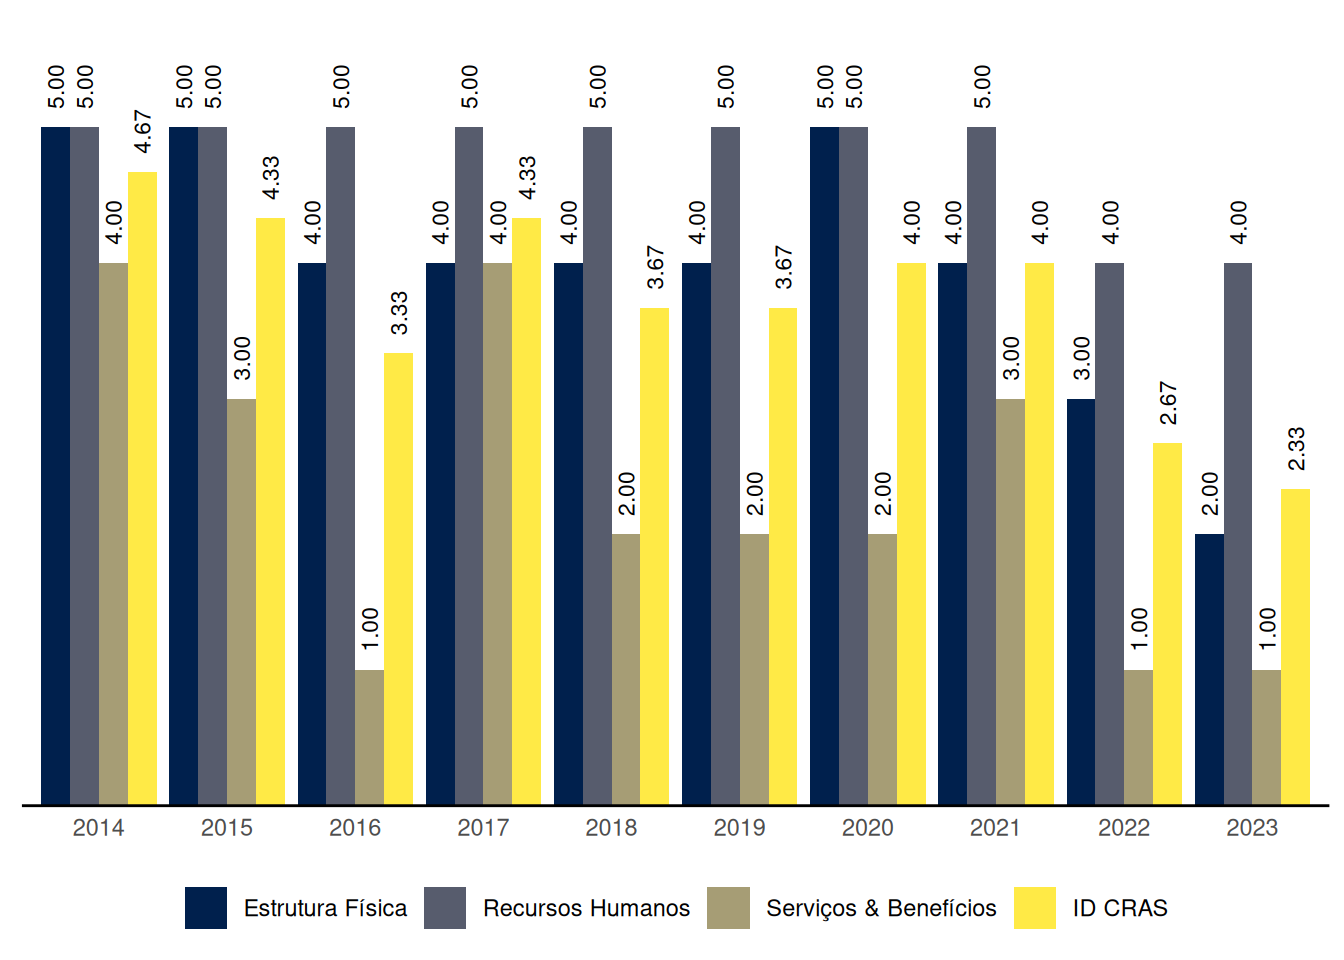 5.00 5.00 4.00 4.67
5.00 5.00 3.00 4.33
4.00 5.00 1.00 3.33
4.00 5.00 4.00 4.33
4.00 5.00 2.00 3.67
4.00 5.00 2.00 3.67
5.00 5.00 2.00 4.00
4.00 5.00 3.00 4.00
3.00 4.00 1.00 2.67
2.00 4.00 1.00 2.33
2014 2015 2016 2017 2018 2019 2020 2021 2022 2023
Estrutura Física Recursos Humanos Serviços & Benefícios ID CRAS